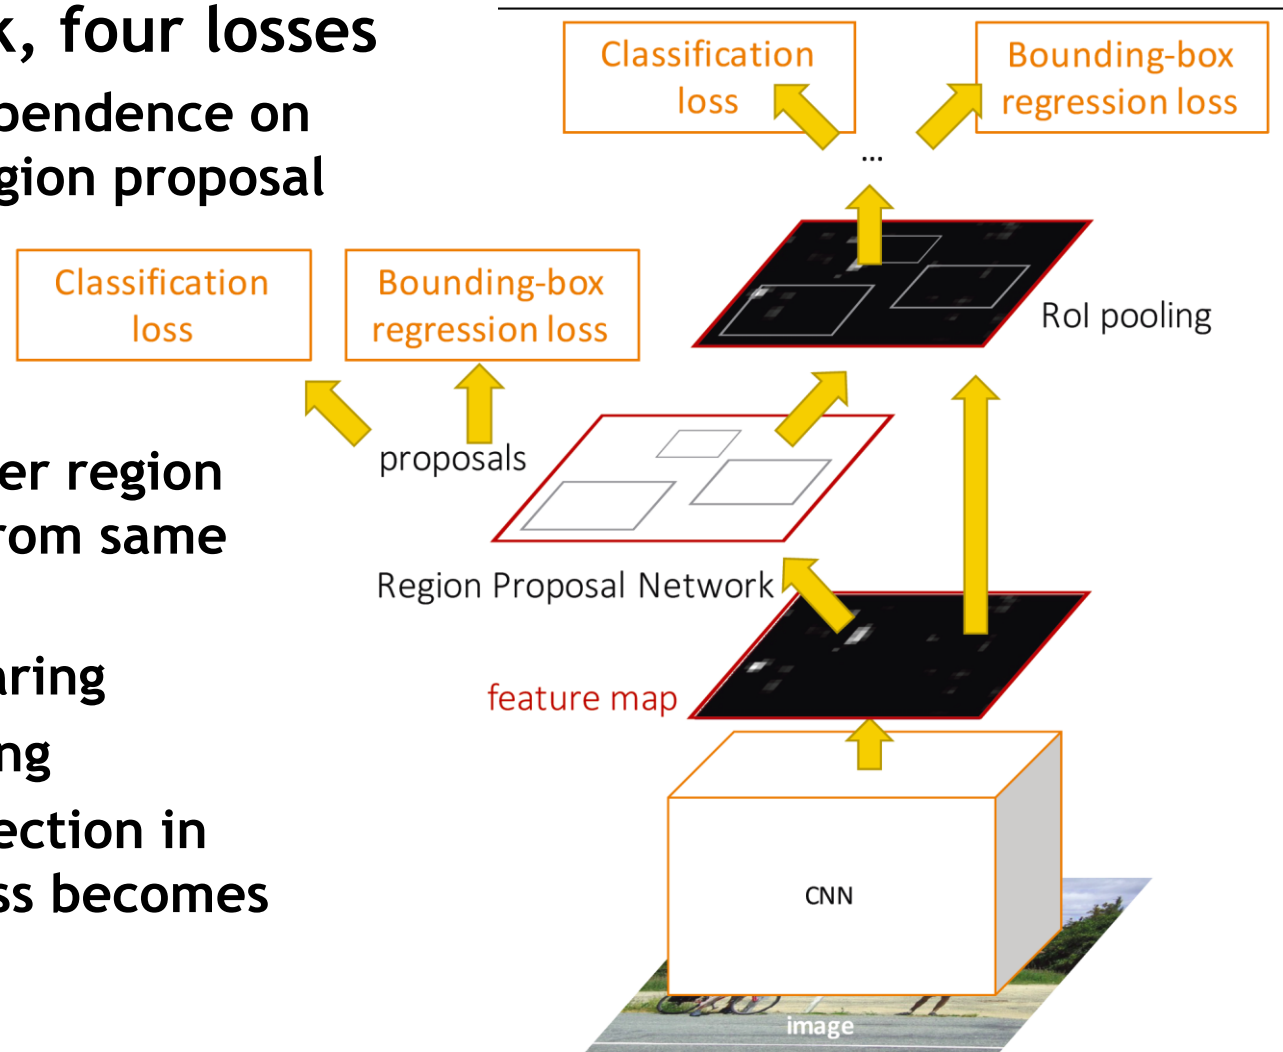 k, four losses
pendence on
gion proposal
er region
rom same
aring
ng
ection in
ss becomes
Classification
loss
Bounding-box
regression loss
...
RoI pooling
Classification
loss
Bounding-box
regression loss
proposals
Region Proposal Network
feature map
CNN
image